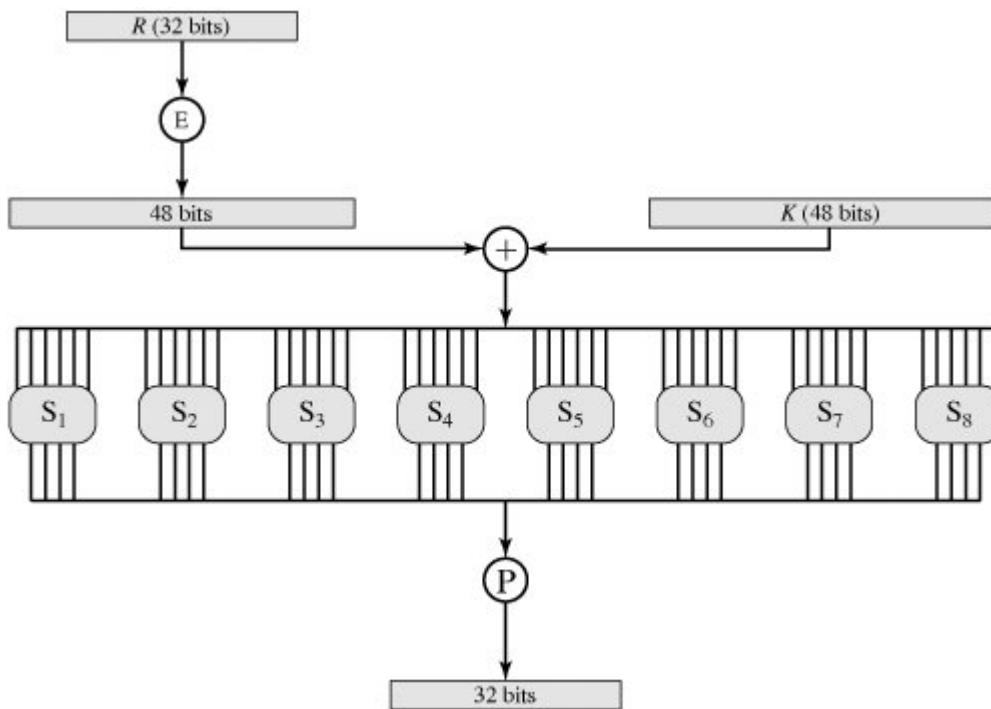 R (32 bits)
E
48 bits
K (48 bits)
+
S1 S2 S3 S4 S5 S6 S7 S8
P
32 bits